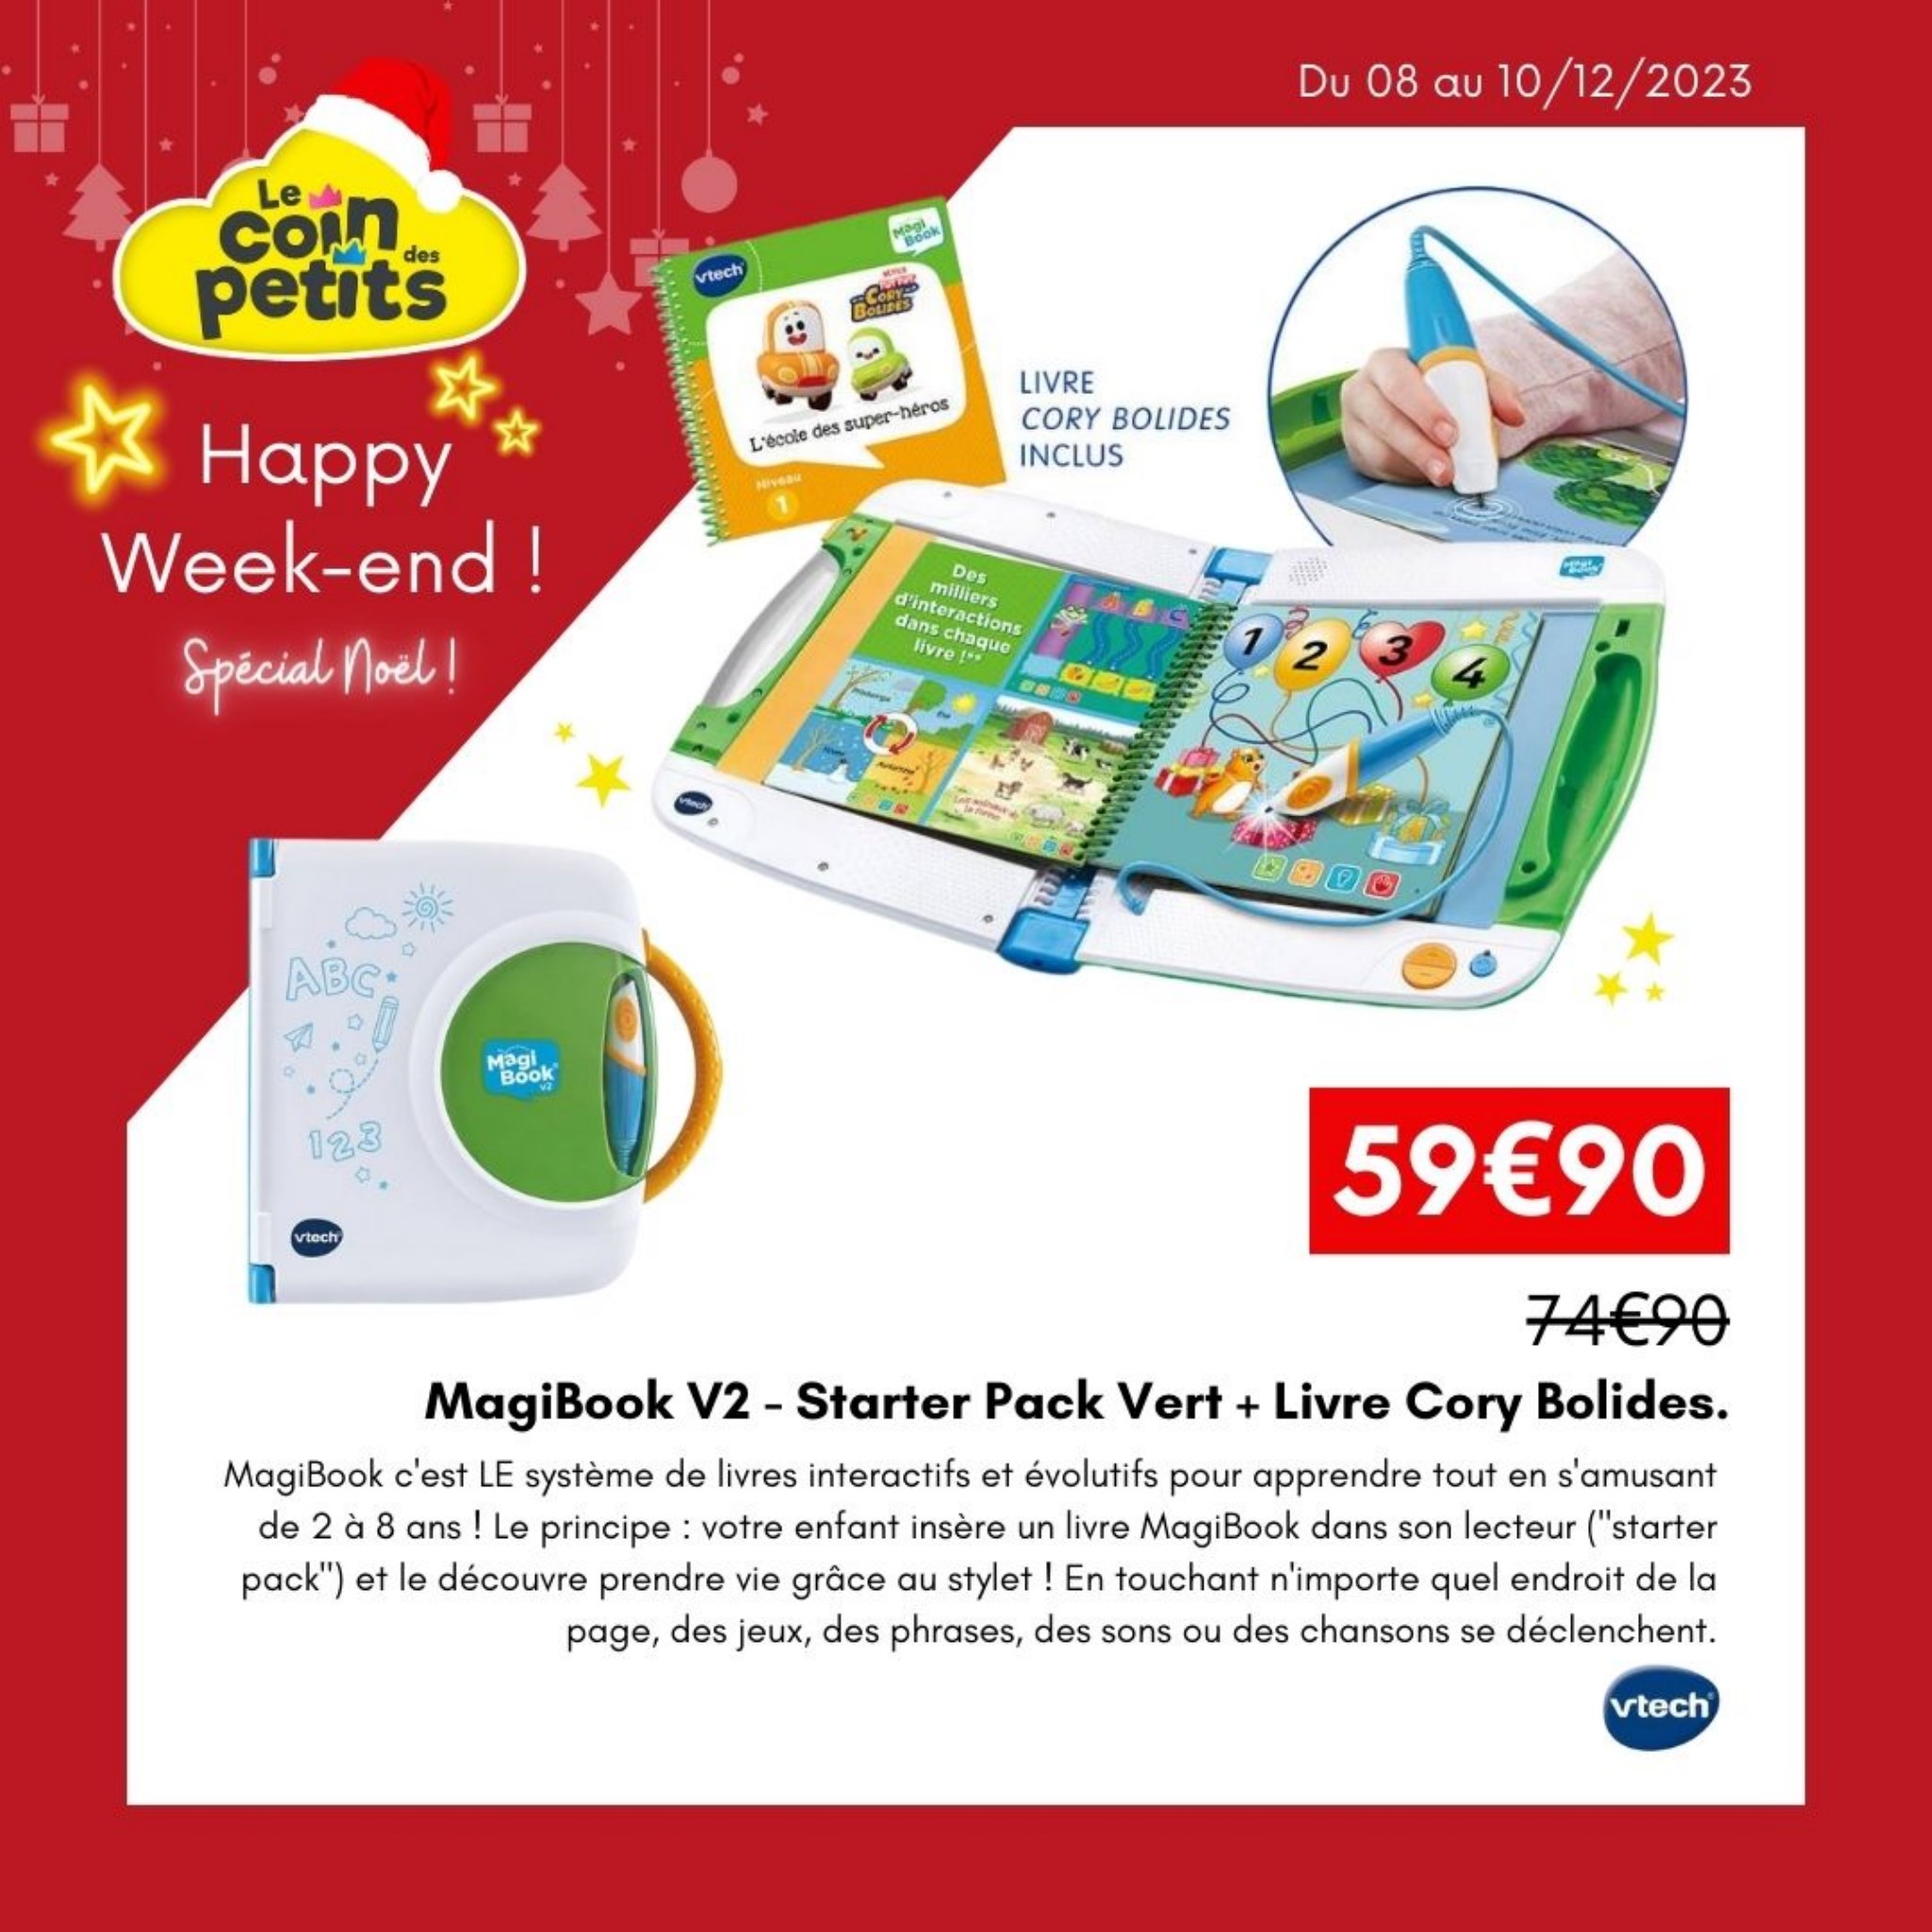 Du 08 au 10/12/2023
Le
coin des
petits
Happy
Week-end !
Spécial Noël !
vtech
Magi
Book
CORY
BOLIDES
L'école des super-héros
Niveau
1
LIVRE
CORY BOLIDES
INCLUS
Des
milliers
d'interactions
dans chaque
livre !**
A B C
1 2 3 4
Été
Automne
Hiver
vtech
ABC
123
Magi
Book
v2
vtech
59€90
74€90
MagiBook V2 - Starter Pack Vert + Livre Cory Bolides.
MagiBook c'est LE système de livres interactifs et évolutifs pour apprendre tout en s'amusant
de 2 à 8 ans ! Le principe : votre enfant insère un livre MagiBook dans son lecteur ("starter
pack") et le découvre prendre vie grâce au stylet ! En touchant n'importe quel endroit de la
page, des jeux, des phrases, des sons ou des chansons se déclenchent.
vtech